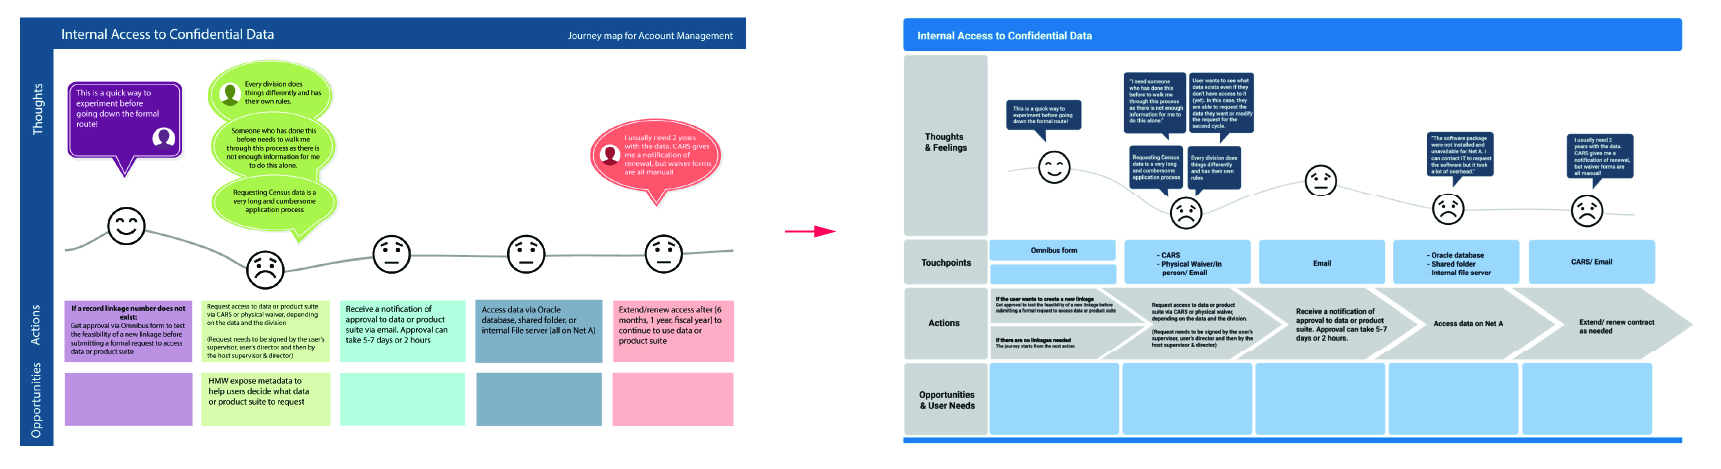 Internal Access to Confidential Data
Journey map for Account Management
Thoughts
This is a quick way to
experiment before
going down the formal
route!
Every division does
things differently and has
their own rules.
Someone who has done this
before needs to walk me
through this process as there is
not enough information for me
to do this alone.
Requesting Census data is a
very long and cumbersome
application process
I usually need 2 years
with the data. CARS gives
me a notification of
renewal, but waiver forms
are all manual!
Actions
If a record linkage number does not
exist:
Get approval via Omnibus form to test
the feasibility of a new linkage before
submitting a formal request to access
data or product suite
Request access to data or product suite
via CARS or physical waiver, depending
on the data and the division
(Request needs to be signed by the user's
supervisor, user's director and then by
the host supervisor & director)
Receive a notification of
approval to data or product
suite via email. Approval can
take 5-7 days or 2 hours
Access data via Oracle
database, shared folder, or
internal File server (all on Net A)
Extend/renew access after [6
months, 1 year, fiscal year] to
continue to use data or
product suite
Opportunities
HMW expose metadata to
help users decide what data
or product suite to request
Internal Access to Confidential Data
Thoughts
& Feelings
This is a quick way to
experiment before going
down the formal route!
"I need someone
who has done this
before to walk me
through this process
as there is not enough
information for me to
do this alone."
User wants to see what
data exists even if they
don't have access to it
(yet). In this case, they
are able to request the
data they want or modify
the request for the
second cycle.
Requesting Census
data is a very long
and cumbersome
application process
Every division does
things differently
and has their own
rules
"The software package
were not installed and
unavailable for Net A. I
can contact IT to request
the software but it took
a lot of overhead."
I usually need 2
years with the data.
CARS gives me a
notification of renewal,
but waiver forms are
all manual!
Touchpoints
Omnibus form
- CARS
- Physical Waiver/In
person/ Email
Email
- Oracle database
- Shared folder
Internal file server
CARS/ Email
Actions
If the user wants to create a new linkage
Get approval to test the feasibility of a new linkage before
submitting a formal request to access data or product suite
If there are no linkages needed
The journey starts from the next action
Request access to data or product
suite via CARS or physical waiver,
depending on the data and the division.
(Request needs to be signed by the user's
supervisor, user's director and then by the
host supervisor & director)
Receive a notification of
approval to data or product
suite. Approval can take 5-7
days or 2 hours.
Access data on Net A
Extend/ renew contract
as needed
Opportunities
& User Needs